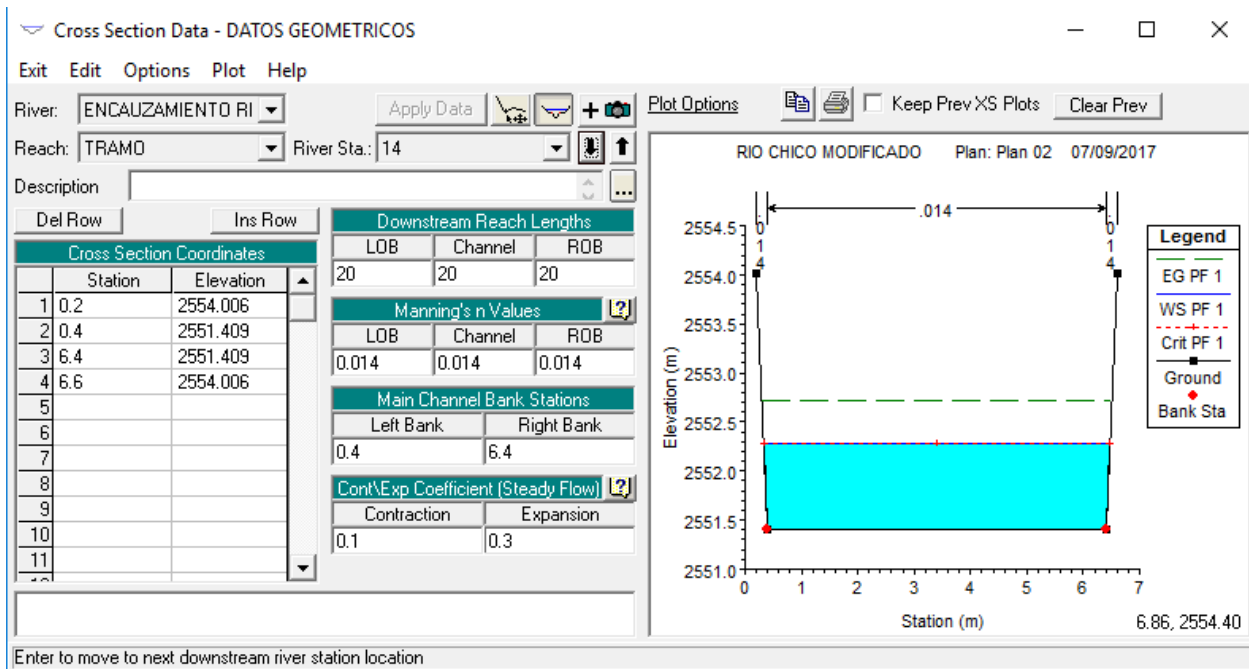 Cross Section Data - DATOS GEOMETRICOS
Exit Edit Options Plot Help
River: ENCAUZAMIENTO RI Apply Data + Plot Options Keep Prev XS Plots Clear Prev
Reach: TRAMO River Sta.: 14
Description ...
Del Row Ins Row
Cross Section Coordinates
Station Elevation
1 0.2 2554.006
2 0.4 2551.409
3 6.4 2551.409
4 6.6 2554.006
5
6
7
8
9
10
11
Downstream Reach Lengths
LOB Channel ROB
20 20 20
Manning's n Values
LOB Channel ROB
0.014 0.014 0.014
Main Channel Bank Stations
Left Bank Right Bank
0.4 6.4
Cont\Exp Coefficient (Steady Flow)
Contraction Expansion
0.1 0.3
RIO CHICO MODIFICADO Plan: Plan 02 07/09/2017
.014
.014
.014
2554.5
2554.0
2553.5
2553.0
2552.5
2552.0
2551.5
2551.0
Elevation (m)
0 1 2 3 4 5 6 7
Station (m)
Legend
EG PF 1
WS PF 1
Crit PF 1
Ground
Bank Sta
6.86, 2554.40
Enter to move to next downstream river station location